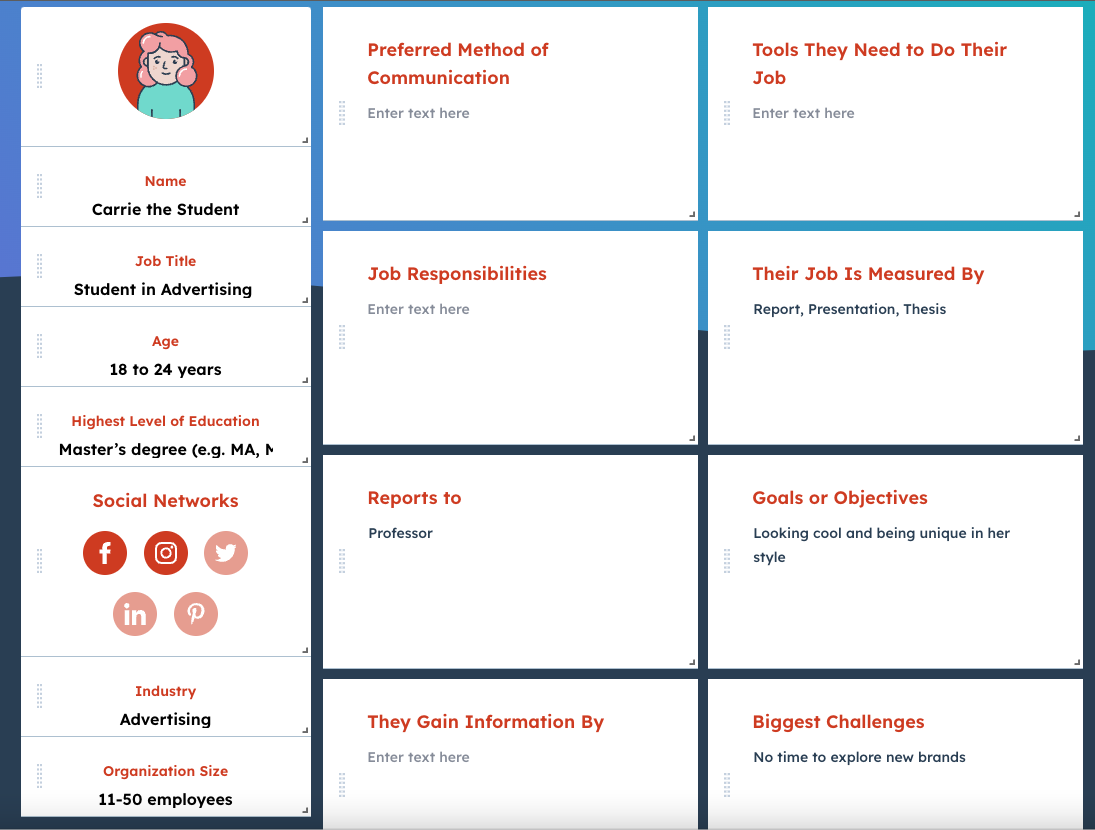 Name
Carrie the Student
Job Title
Student in Advertising
Age
18 to 24 years
Highest Level of Education
Master’s degree (e.g. MA, M
Social Networks
f
in
Industry
Advertising
Organization Size
11-50 employees
Preferred Method of
Communication
Enter text here
Tools They Need to Do Their
Job
Enter text here
Job Responsibilities
Enter text here
Their Job Is Measured By
Report, Presentation, Thesis
Reports to
Professor
Goals or Objectives
Looking cool and being unique in her
style
They Gain Information By
Enter text here
Biggest Challenges
No time to explore new brands